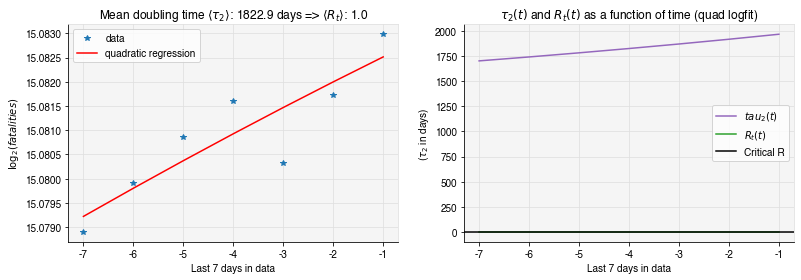 Mean doubling time ⟨τ₂⟩: 1822.9 days => ⟨Rₜ⟩: 1.0
log₂(fatalities)
15.0830
15.0825
15.0820
15.0815
15.0810
15.0805
15.0800
15.0795
15.0790
data
quadratic regression
-7 -6 -5 -4 -3 -2 -1
Last 7 days in data
τ₂(t) and Rₜ(t) as a function of time (quad logfit)
(τ₂ in days)
2000
1750
1500
1250
1000
750
500
250
0
tau₂(t)
Rₜ(t)
Critical R
-7 -6 -5 -4 -3 -2 -1
Last 7 days in data